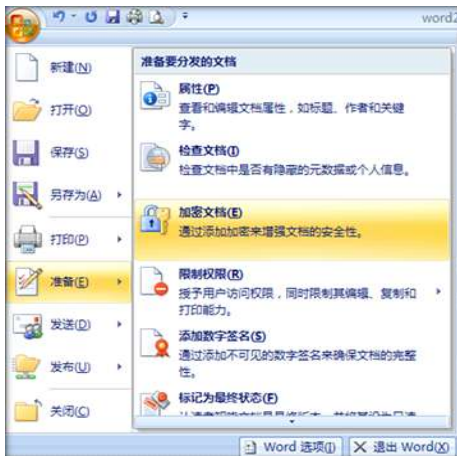 word2
新建(N)
打开(O)
保存(S)
另存为(A)
打印(P)
准备(E)
发送(D)
发布(U)
关闭(C)
准备要分发的文档
属性(P)
查看和编辑文档属性，如标题、作者和关键
字。
检查文档(I)
检查文档中是否有隐藏的元数据或个人信息。
加密文档(E)
通过添加加密来增强文档的安全性。
限制权限(R)
授予用户访问权限，同时限制其编辑、复制和
打印能力。
添加数字签名(S)
通过添加不可见的数字签名来确保文档的完整
性。
标记为最终状态(F)
Word 选项(I)
退出 Word(X)